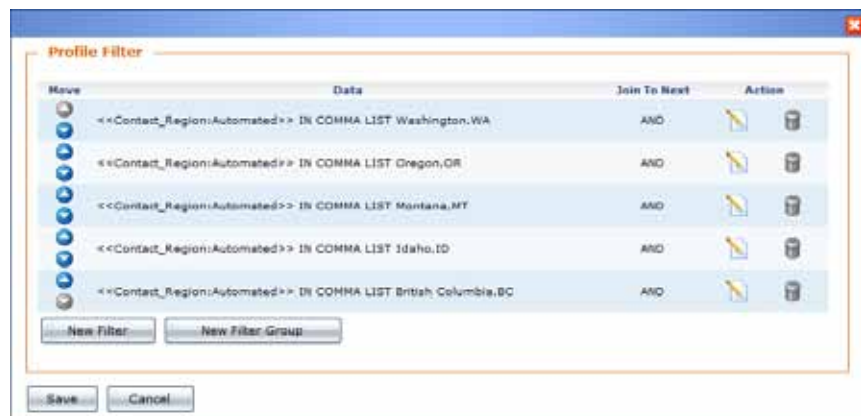 Profile Filter
Move Data Join To Next Action
<<Contact_Region:Automated>> IN COMMA LIST Washington,WA AND
<<Contact_Region:Automated>> IN COMMA LIST Oregon,OR AND
<<Contact_Region:Automated>> IN COMMA LIST Montana,MT AND
<<Contact_Region:Automated>> IN COMMA LIST Idaho,ID AND
<<Contact_Region:Automated>> IN COMMA LIST British Columbia,BC AND
New Filter New Filter Group
Save Cancel